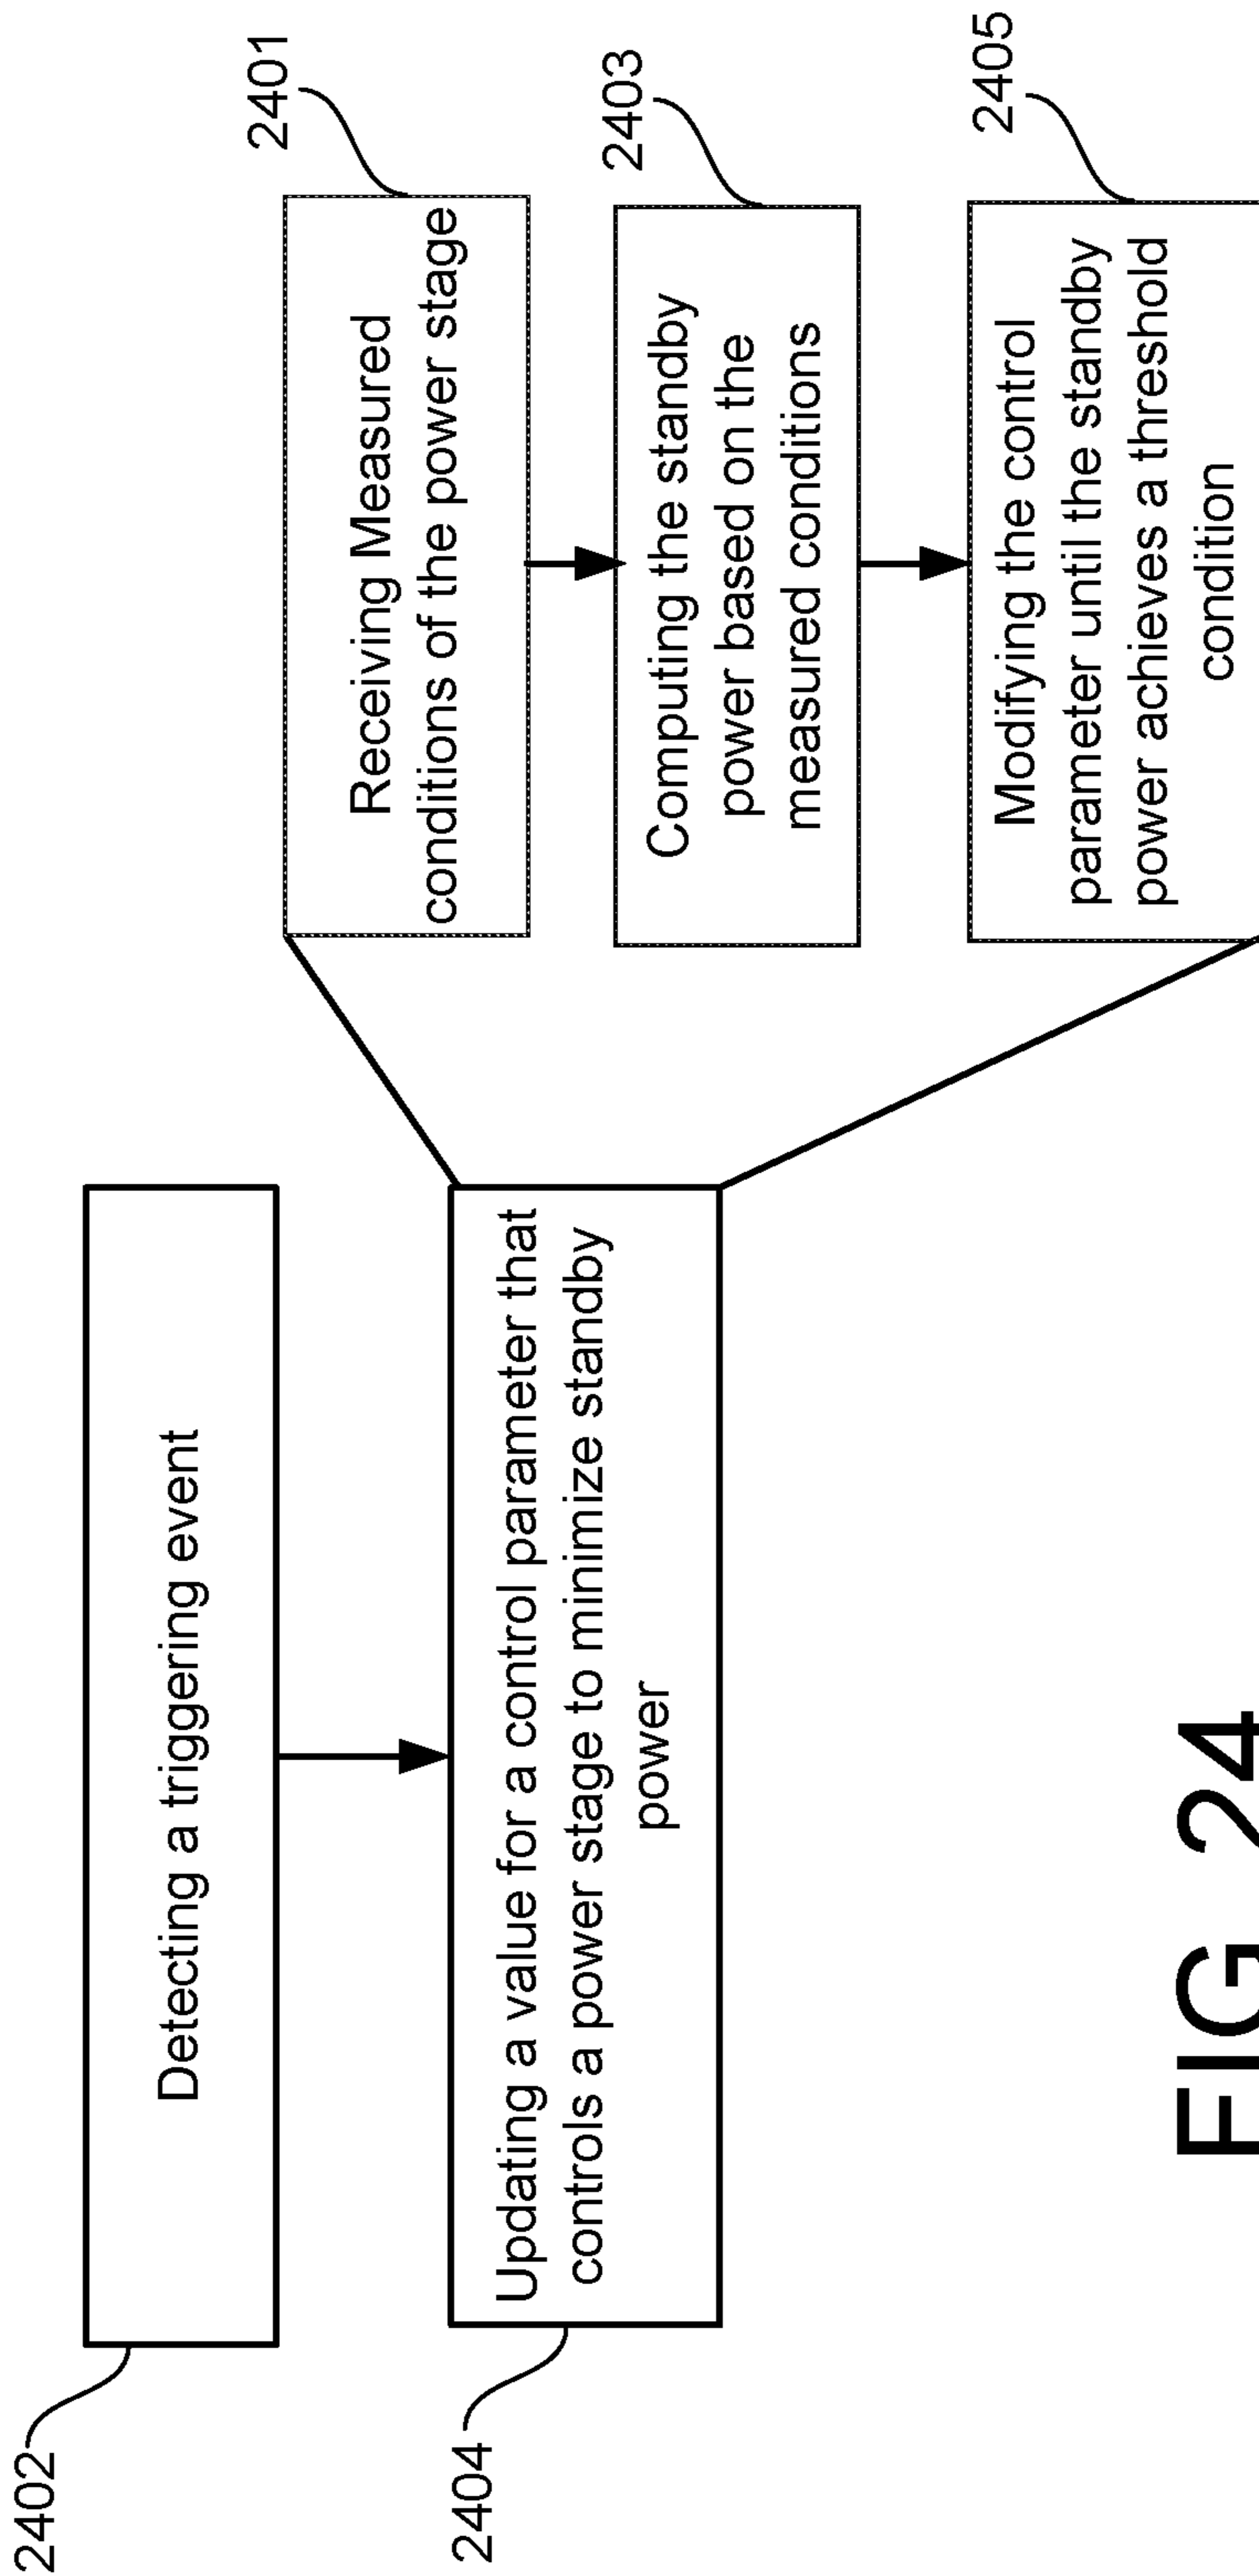 2402
Detecting a triggering event
2404
Updating a value for a control parameter that
controls a power stage to minimize standby
power
2401
Receiving Measured
conditions of the power stage
2403
Computing the standby
power based on the
measured conditions
2405
Modifying the control
parameter until the standby
power achieves a threshold
condition
FIG 24